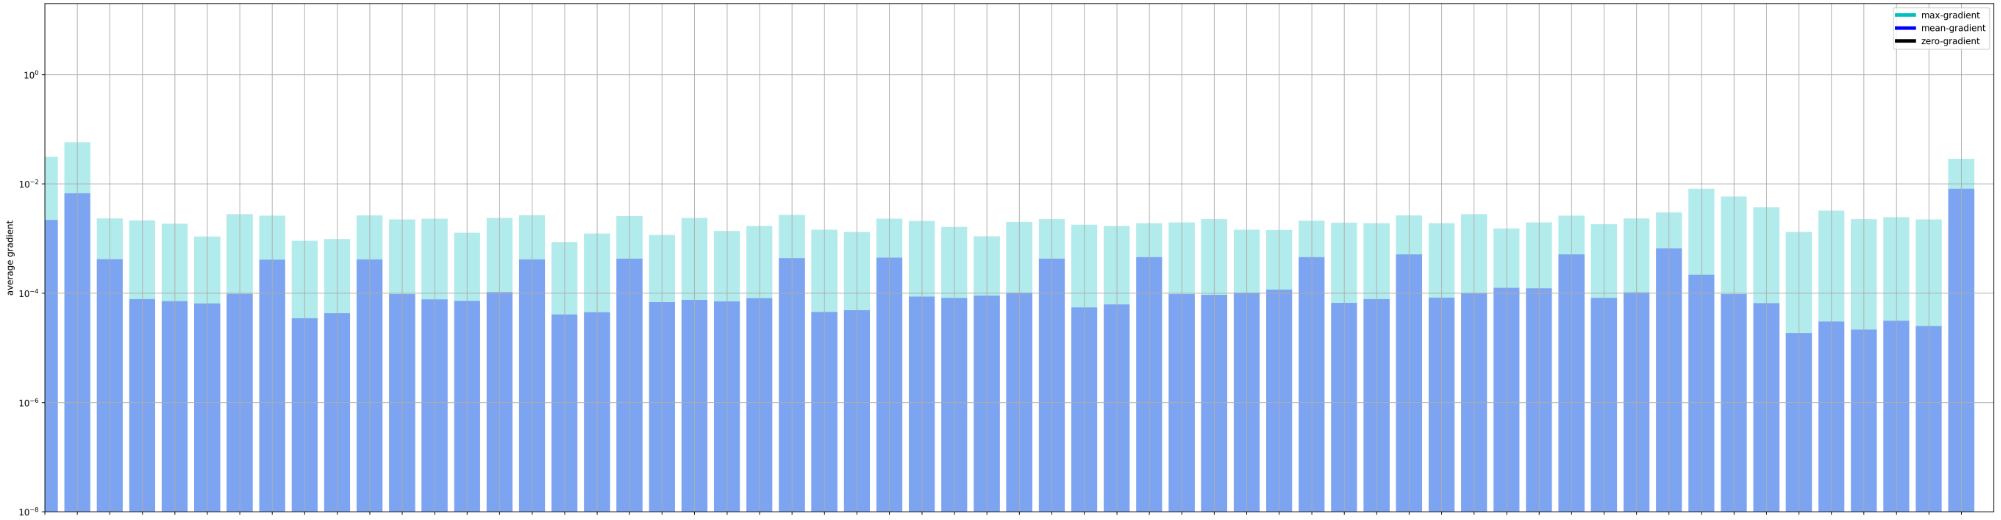 max-gradient
mean-gradient
zero-gradient
10⁰
10⁻²
10⁻⁴
10⁻⁶
10⁻⁸
average gradient